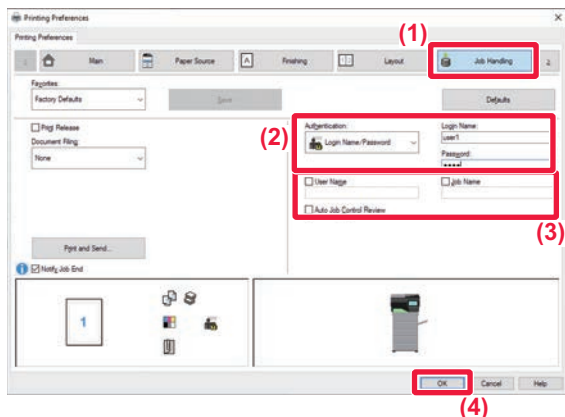 Printing Preferences
Printing Preferences
(1)
Main
Paper Source
A
Finishing
1 2
Layout
Job Handling
Favorites:
Factory Defaults
Save
Defaults
(2)
Print Release
Document Filing:
None
Authentication:
Login Name/Password
Login Name:
user1
Password:
••••
User Name
Job Name
Auto Job Control Review
(3)
Print and Send...
Notify Job End
1
OK
Cancel
Help
(4)